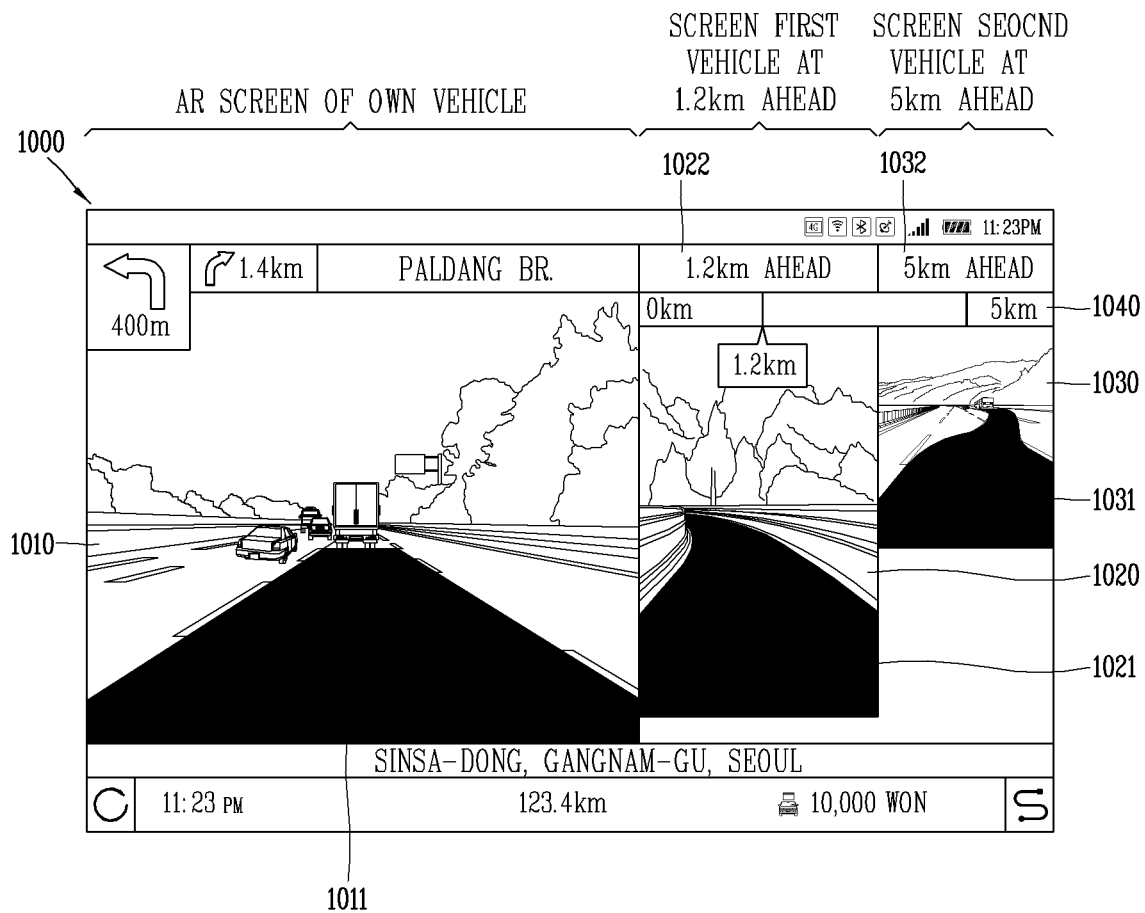 SCREEN FIRST
VEHICLE AT
1.2km AHEAD
SCREEN SEOCND
VEHICLE AT
5km AHEAD
AR SCREEN OF OWN VEHICLE
1000
1022
1032
4G
11:23PM
400m
1.4km
PALDANG BR.
1.2km AHEAD
5km AHEAD
0km
5km
1040
1.2km
1030
1031
1010
1020
1021
SINSA-DONG, GANGNAM-GU, SEOUL
11:23 PM
123.4km
10,000 WON
1011